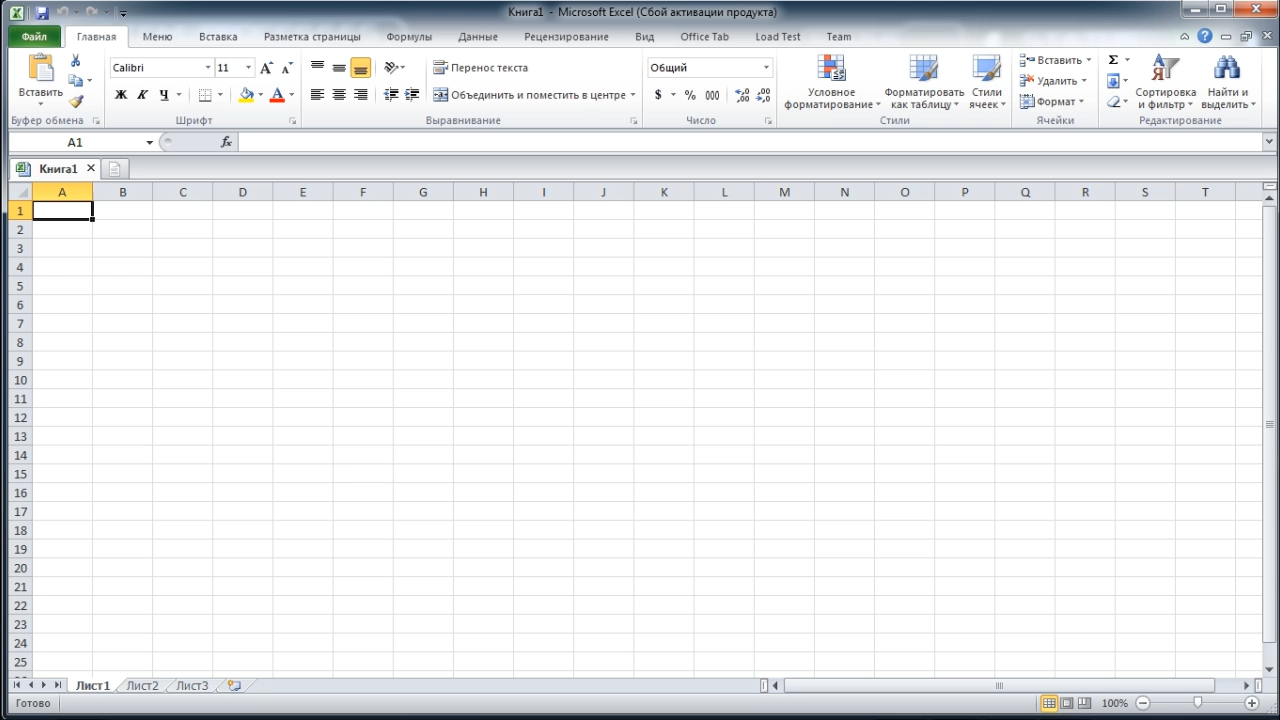 Книга1 - Microsoft Excel (Сбой активации продукта)
Файл Главная Меню Вставка Разметка страницы Формулы Данные Рецензирование Вид Office Tab Load Test Team
Calibri 11 Перенос текста Общий Вставить
Вставить Условное форматирование Форматировать как таблицу Стили ячеек Удалить Сортировка и фильтр Найти и выделить
Ж К Ч Объединить и поместить в центре $ % 000 Формат
Буфер обмена Шрифт Выравнивание Число Стили Ячейки Редактирование
A1 fx
Книга1
A B C D E F G H I J K L M N O P Q R S T
1
2
3
4
5
6
7
8
9
10
11
12
13
14
15
16
17
18
19
20
21
22
23
24
25
Лист1 Лист2 Лист3
Готово 100%